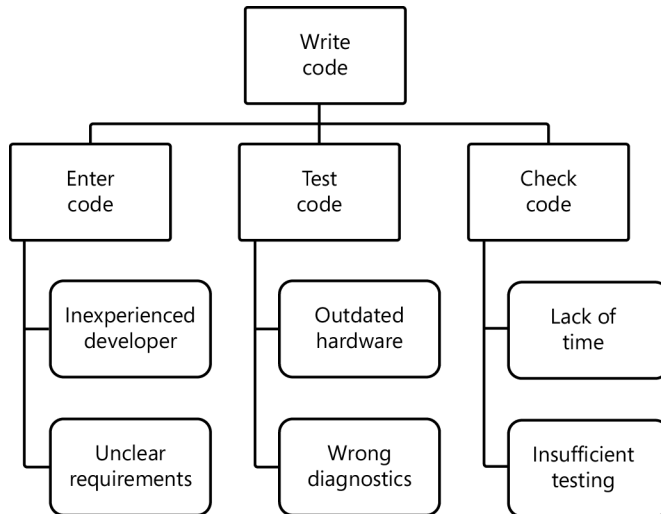 Write
code
Enter
code
Test
code
Check
code
Inexperienced
developer
Outdated
hardware
Lack of
time
Unclear
requirements
Wrong
diagnostics
Insufficient
testing